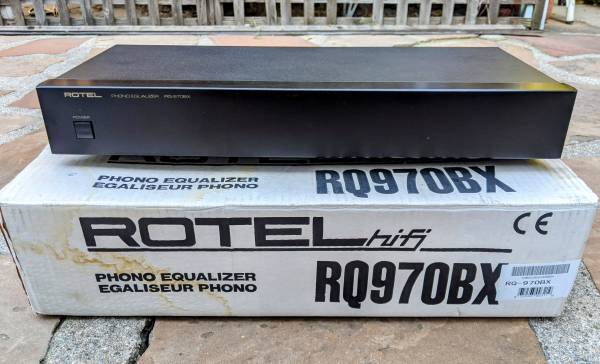 ROTEL PHONO EQUALIZER RQ-970BX
POWER
PHONO EQUALIZER
EGALISEUR PHONO
RQ970BX
ROTEL hifi
CE
PHONO EQUALIZER
EGALISEUR PHONO
RQ970BX
RQ-970BX